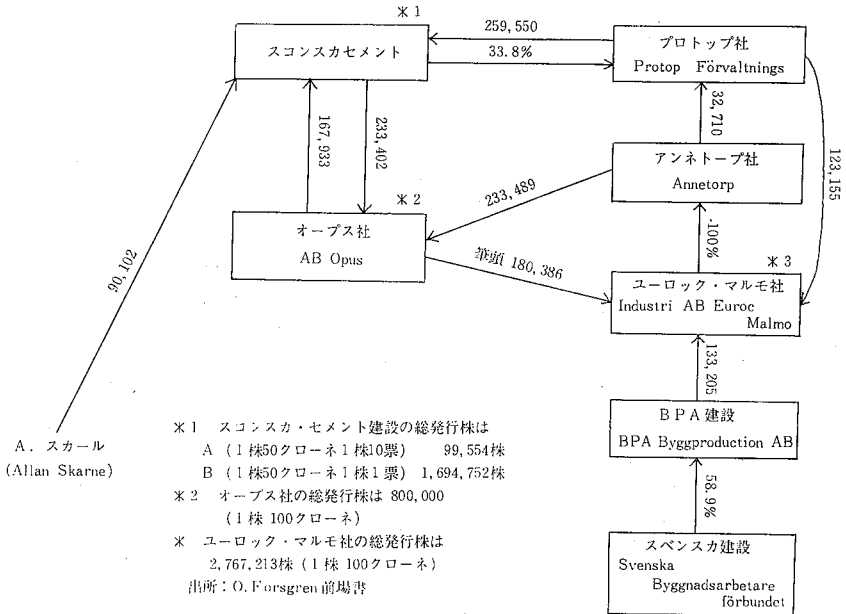 ＊1
259,550
スコンスカセメント
33.8%
プロトップ社
Protop Förvaltnings
167,933
233,402
32,710
123,155
アンネトープ社
Annetorp
＊2
233,489
オープス社
AB Opus
-100%
筆頭 180,386
＊3
ユーロック・マルモ社
Industri AB Euroc
Malmo
90,102
133,205
BPA建設
BPA Byggproduction AB
58.9%
スベンスカ建設
Svenska
Byggnadsarbetare
förbundet
A. スカール
(Allan Skarne)
＊1 スコンスカ・セメント建設の総発行株は
A (1株50クローネ1株10票) 99,554株
B (1株50クローネ1株1票) 1,694,752株
＊2 オープス社の総発行株は 800,000
(1株 100クローネ)
＊ ユーロック・マルモ社の総発行株は
2,767,213株 (1株 100クローネ)
出所：O.Forsgren 前場書